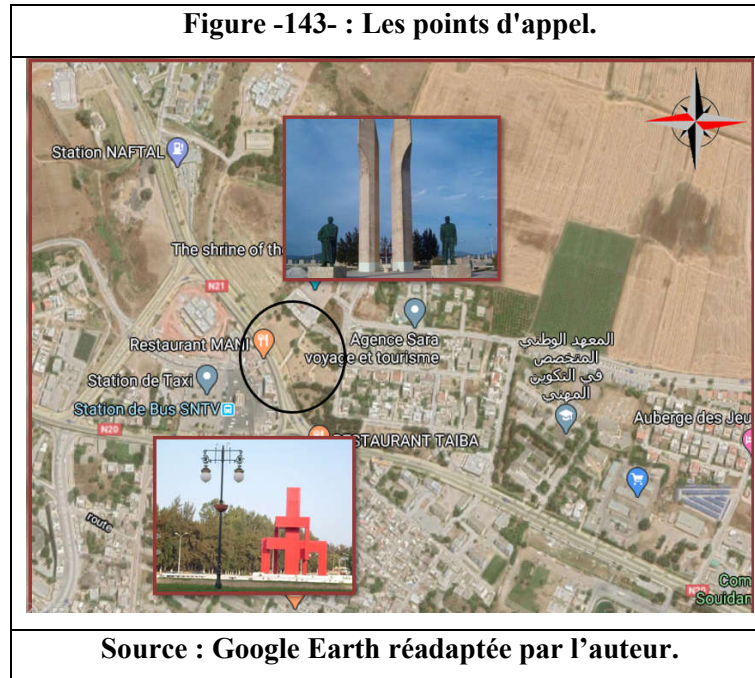 Figure -143- : Les points d'appel.
Station NAFTAL
The shrine of th
N21
Restaurant MANI
Agence Sara
voyage et tourisme
المعهد الوطني
المتخصص
في التكوين
المهني
Station de Taxi
Station de Bus SNTV
Auberge des Jeu
N20
RESTAURANT TAIBA
route
Com
Souidan
Source : Google Earth réadaptée par l'auteur.